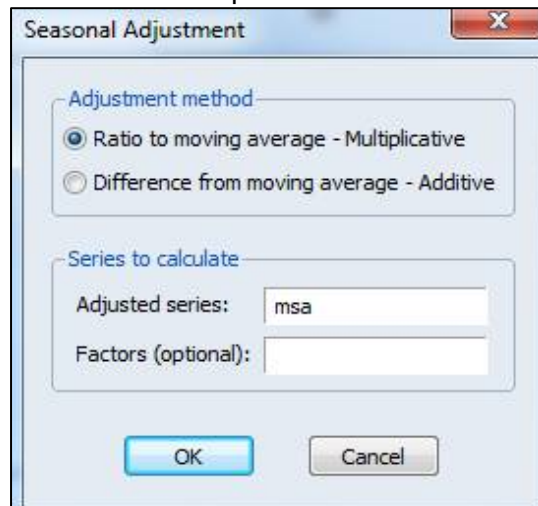 Seasonal Adjustment
Adjustment method
Ratio to moving average - Multiplicative
Difference from moving average - Additive
Series to calculate
Adjusted series: msa
Factors (optional):
OK Cancel